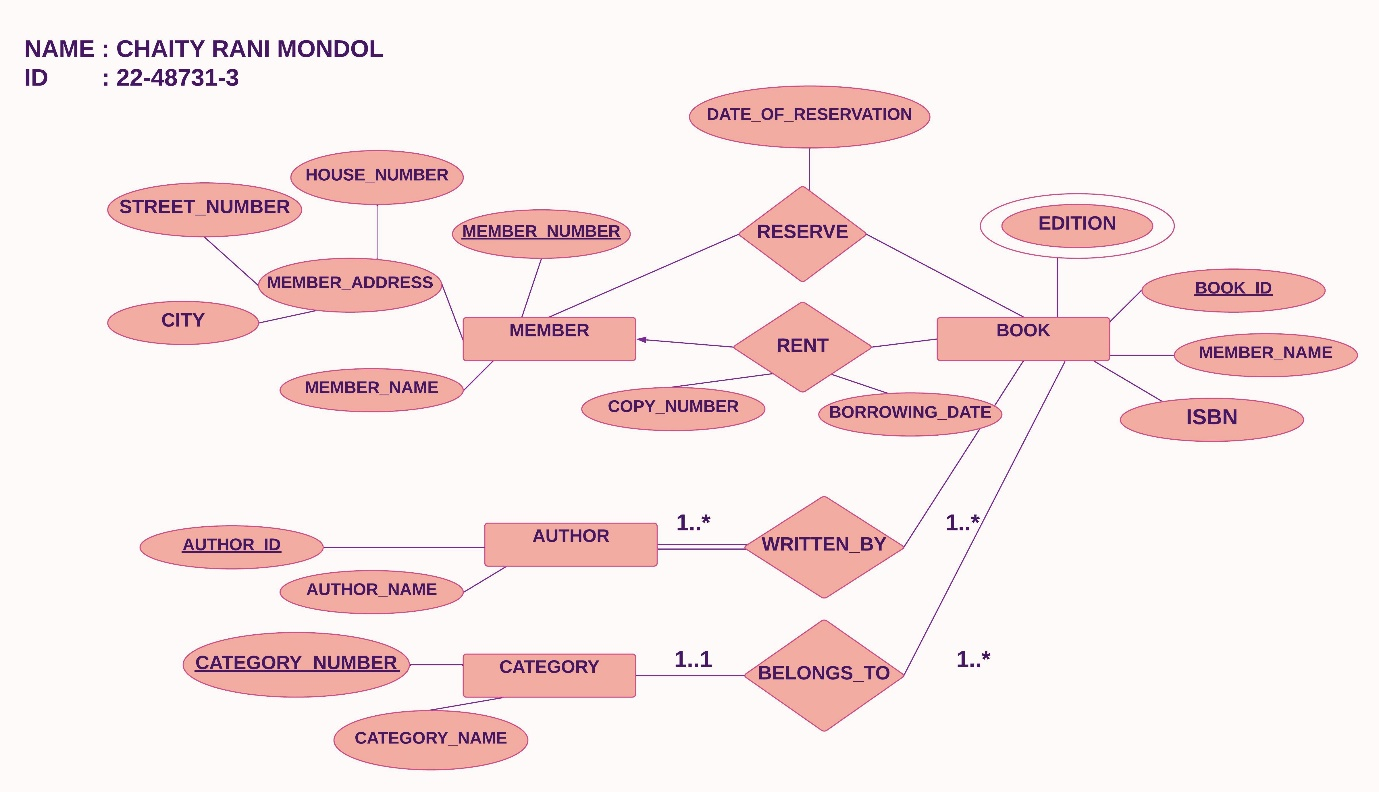 NAME : CHAITY RANI MONDOL
ID : 22-48731-3
DATE_OF_RESERVATION
HOUSE_NUMBER
STREET_NUMBER
MEMBER_NUMBER
RESERVE
EDITION
MEMBER_ADDRESS
BOOK_ID
CITY
MEMBER
RENT
BOOK
MEMBER_NAME
MEMBER_NAME
COPY_NUMBER
BORROWING_DATE
ISBN
1..*
1..*
AUTHOR
WRITTEN_BY
AUTHOR_ID
AUTHOR_NAME
CATEGORY_NUMBER
CATEGORY
1..1
1..*
BELONGS_TO
CATEGORY_NAME